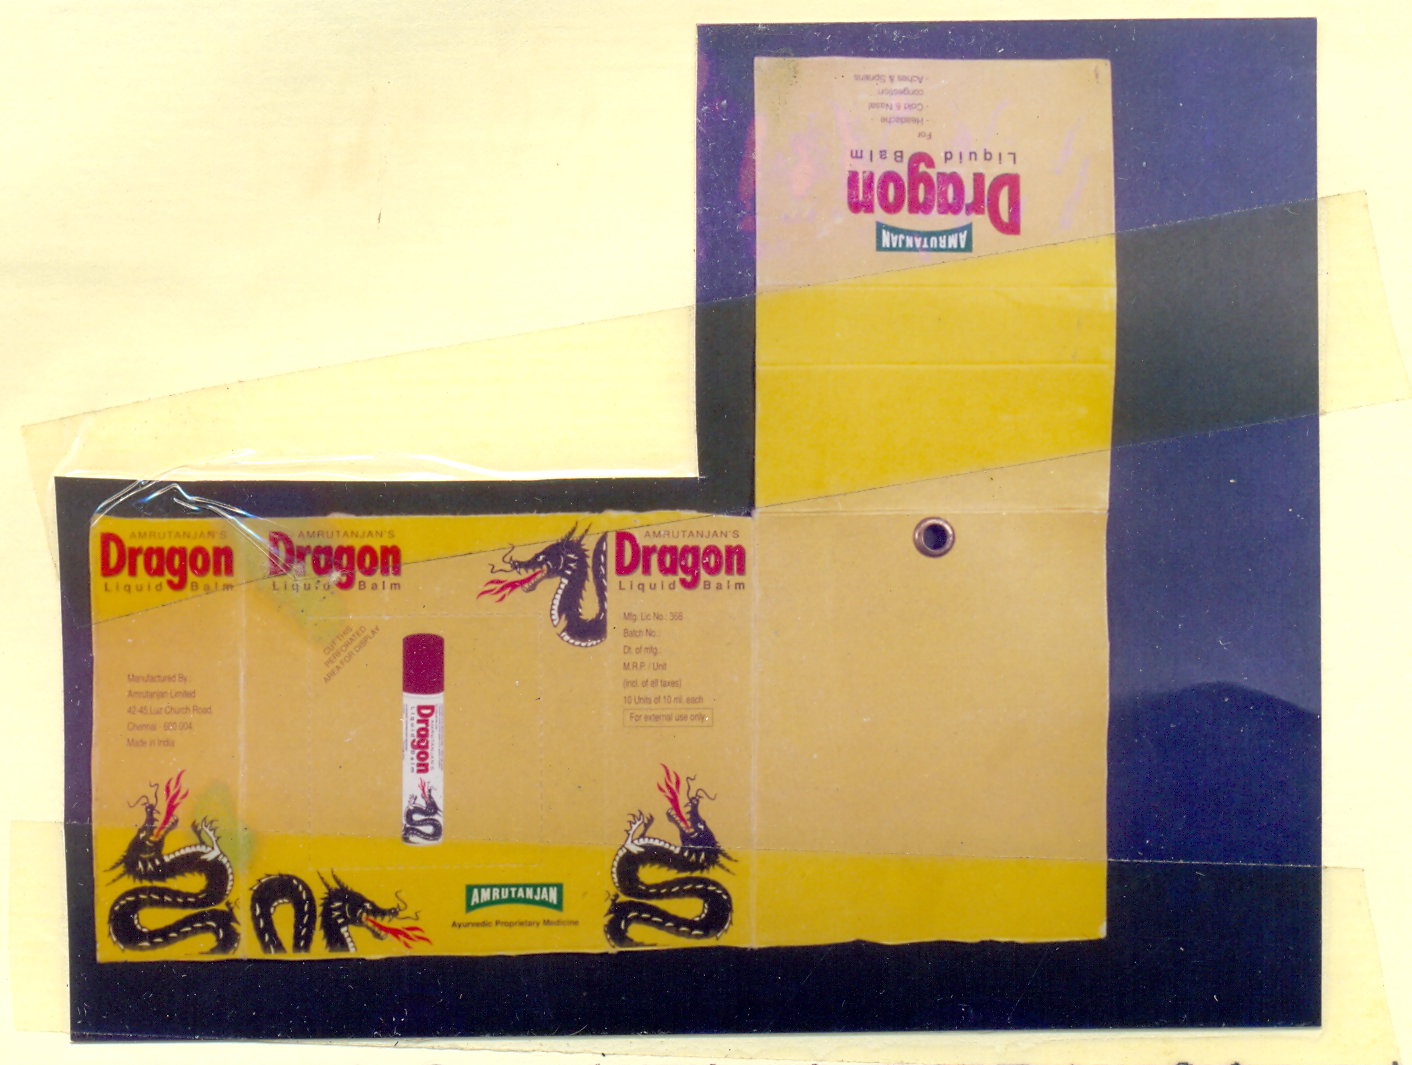 - Aches & Sprains
congestion
- Cold & Nasal
- Headache -
For
Liquid Balm
Dragon
AMRUTANJAN
AMRUTANJAN'S
Dragon
Liquid Balm
Manufactured By :
Amrutanjan Limited
42-45, Luz Church Road,
Chennai - 600 004.
Made in India
AMRUTANJAN'S
Dragon
Liquid Balm
CUT THIS
PERFORATED
AREA FOR DISPLAY
Dragon
Liquid Balm
AMRUTANJAN
Ayurvedic Proprietary Medicine
AMRUTANJAN'S
Dragon
Liquid Balm
Mfg. Lic No.: 368
Batch No.:
Dt. of mfg.:
M.R.P. / Unit
(incl. of all taxes)
10 Units of 10 ml. each
For external use only.